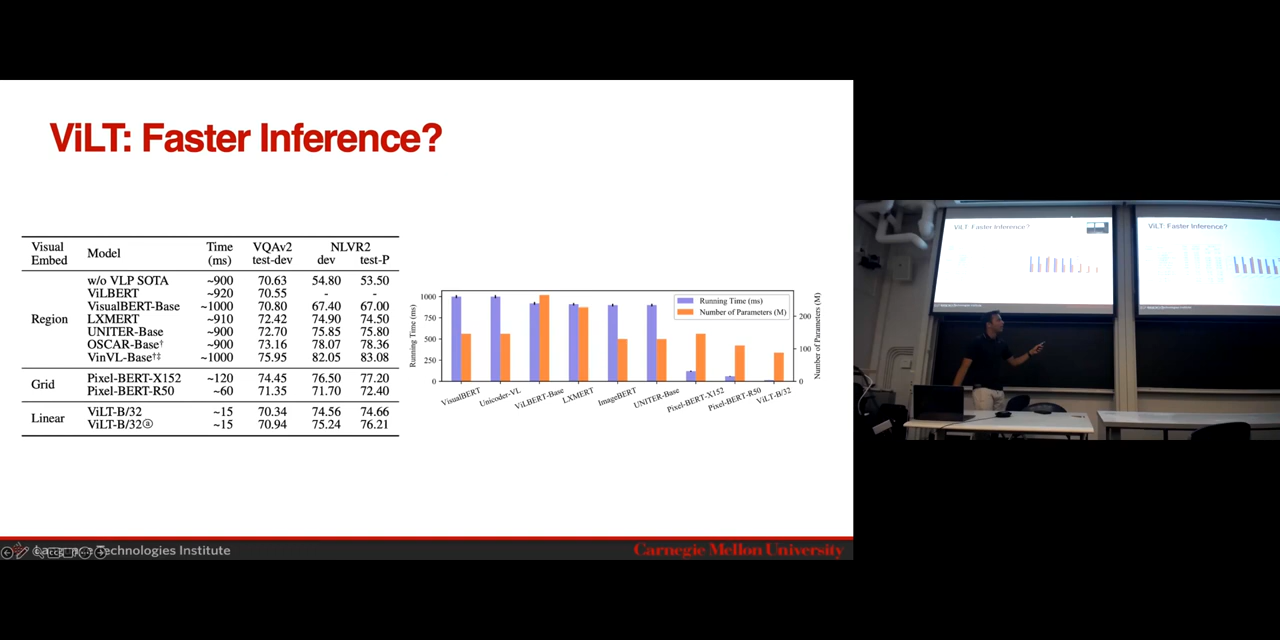 ViLT: Faster Inference?
Visual Embed Model Time (ms) VQAv2 test-dev NLVR2 dev test-P
Region
w/o VLP SOTA ~900 70.63 54.80 53.50
ViLBERT ~920 70.55 - -
VisualBERT-Base ~1000 70.80 67.40 67.00
LXMERT ~910 72.42 74.90 74.50
UNITER-Base ~900 72.70 75.85 75.80
OSCAR-Base† ~900 73.16 78.07 78.36
VinVL-Base†‡ ~1000 75.95 82.05 83.08
Grid
Pixel-BERT-X152 ~120 74.45 76.50 77.20
Pixel-BERT-R50 ~60 71.35 71.70 72.40
Linear
ViLT-B/32 ~15 70.34 74.56 74.66
ViLT-B/32ⓐ ~15 70.94 75.24 76.21
Running Time (ms)
1000
750
500
250
0
Running Time (ms)
Number of Parameters (M)
200
100
0
Number of Parameters (M)
VisualBERT Unicoder-VL ViLBERT-Base LXMERT ImageBERT UNITER-Base Pixel-BERT-X152 Pixel-BERT-R50 ViLT-B/32
Technologies Institute
Carnegie Mellon University
ViLT: Faster Inference?
ViLT: Faster Inference?